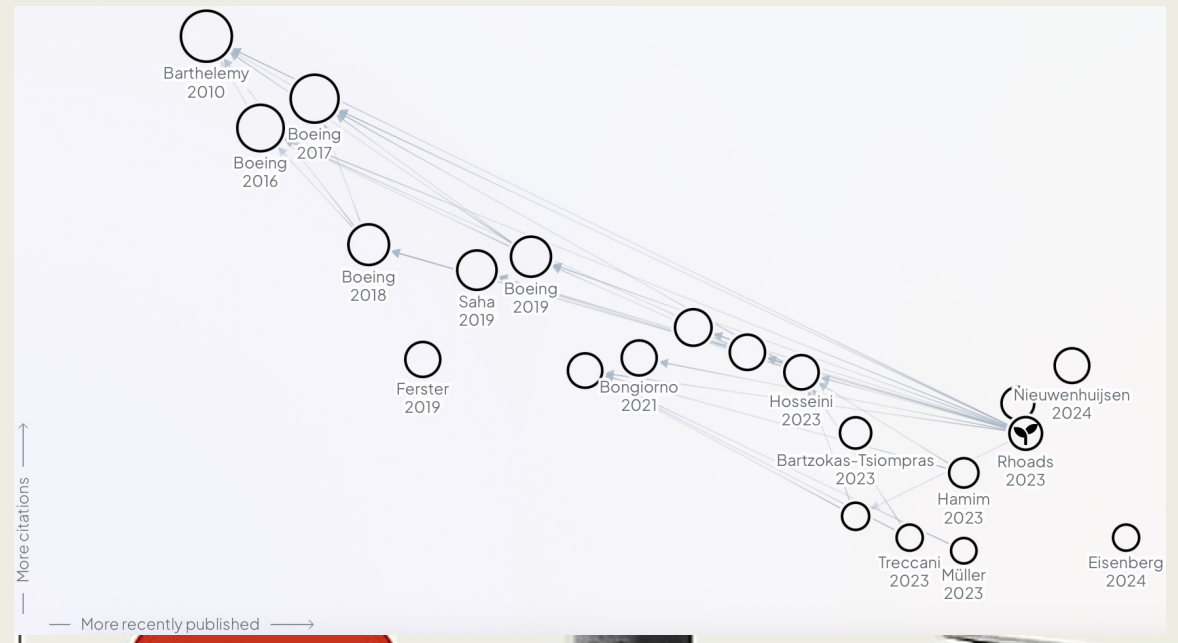 Barthelemy
2010
Boeing
2017
Boeing
2016
Boeing
2018
Saha
2019
Boeing
2019
Ferster
2019
Bongiorno
2021
Hosseini
2023
Nieuwenhuijsen
2024
Bartzokas-Tsiompras
2023
Rhoads
2023
Hamim
2023
Treccani
2023
Müller
2023
Eisenberg
2024
More citations
More recently published